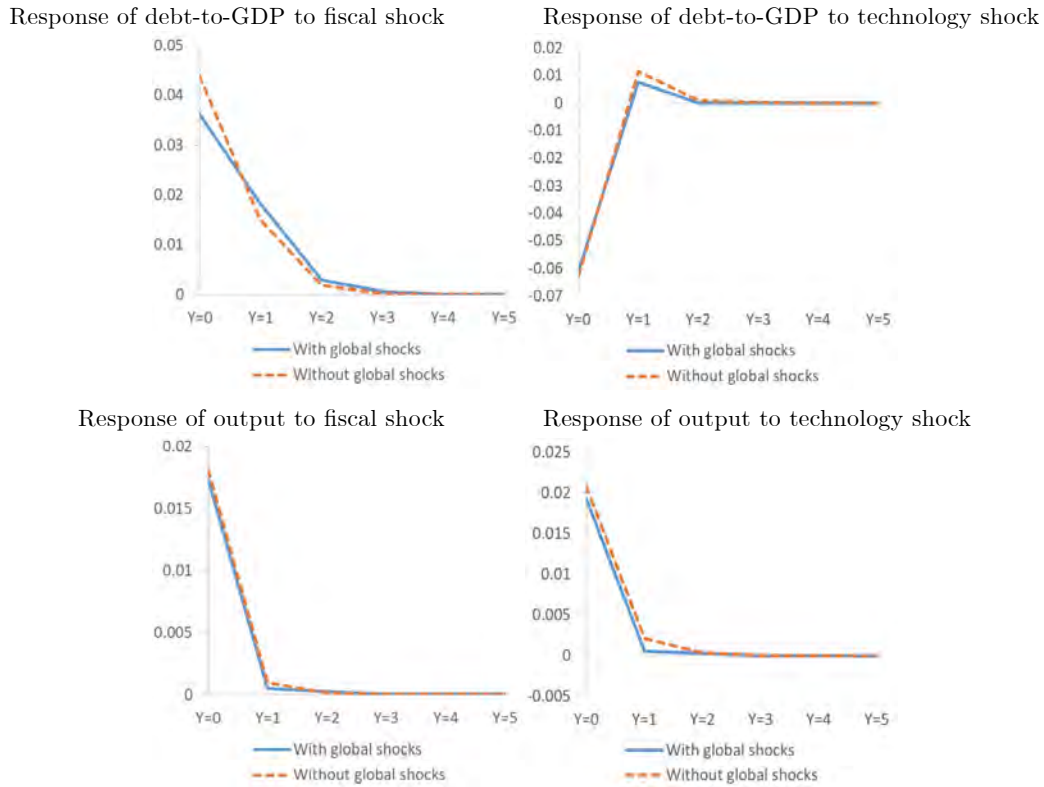 Response of debt-to-GDP to fiscal shock
0.05
0.04
0.03
0.02
0.01
0
Y=0 Y=1 Y=2 Y=3 Y=4 Y=5
With global shocks
Without global shocks
Response of debt-to-GDP to technology shock
0.02
0.01
0
-0.01
-0.02
-0.03
-0.04
-0.05
-0.06
-0.07
Y=0 Y=1 Y=2 Y=3 Y=4 Y=5
With global shocks
Without global shocks
Response of output to fiscal shock
0.02
0.015
0.01
0.005
0
Y=0 Y=1 Y=2 Y=3 Y=4 Y=5
With global shocks
Without global shocks
Response of output to technology shock
0.025
0.02
0.015
0.01
0.005
0
-0.005
Y=0 Y=1 Y=2 Y=3 Y=4 Y=5
With global shocks
Without global shocks